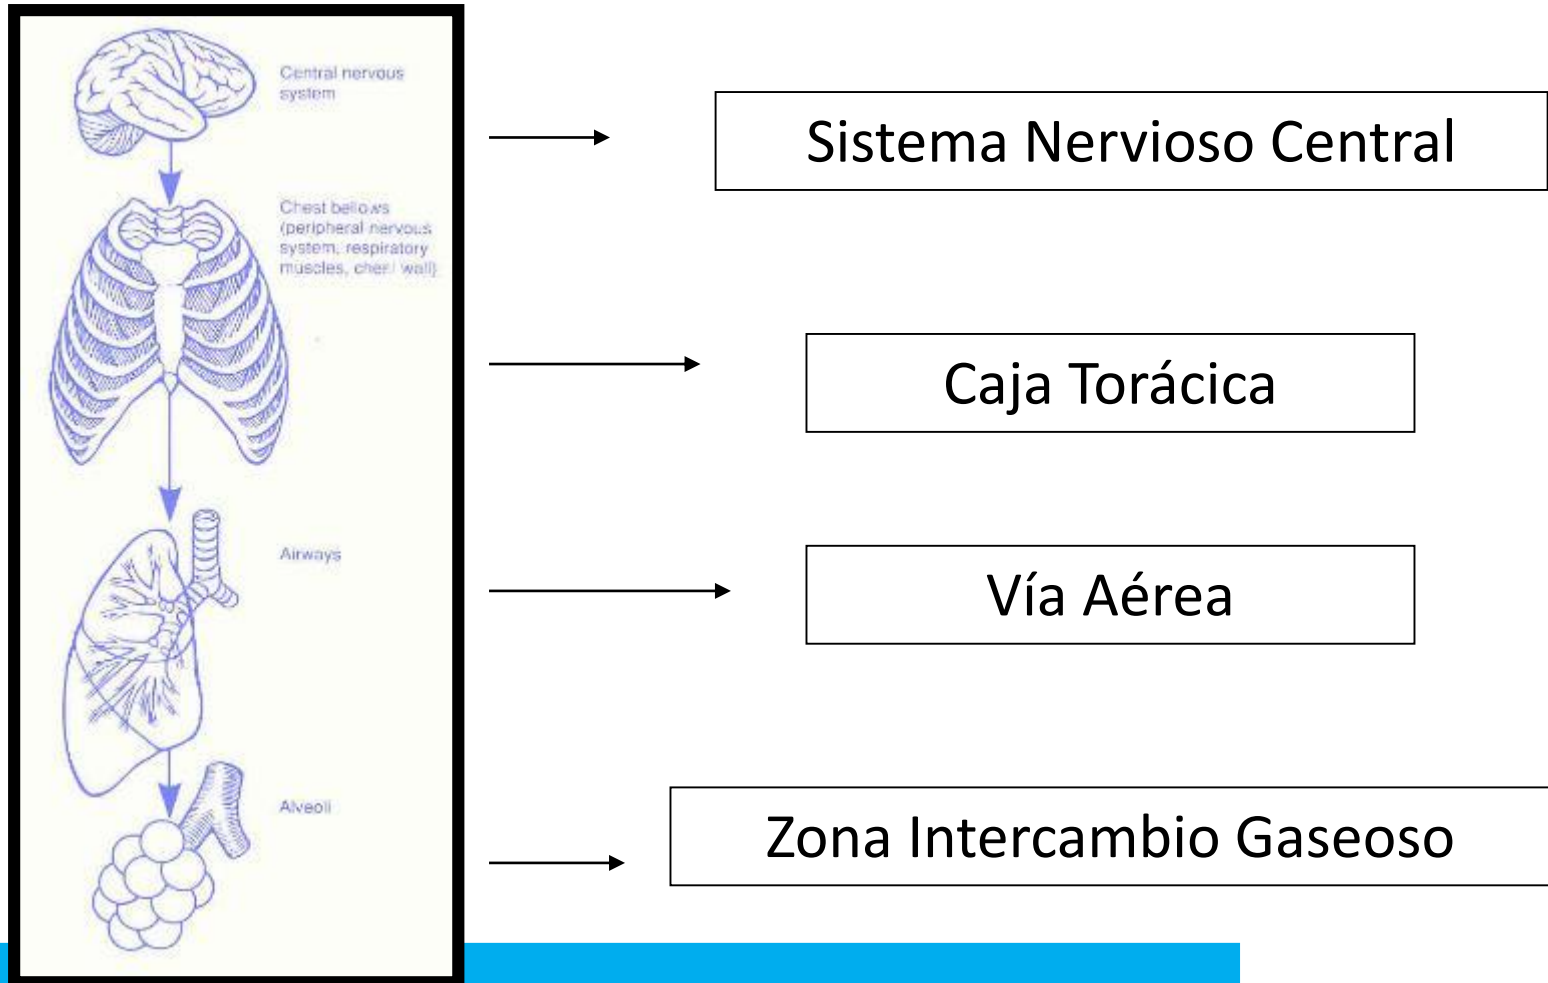 Central nervous
system
Chest bellows
(peripheral nervous
system, respiratory
muscles, chest wall)
Airways
Alveoli
Sistema Nervioso Central
Caja Torácica
Vía Aérea
Zona Intercambio Gaseoso